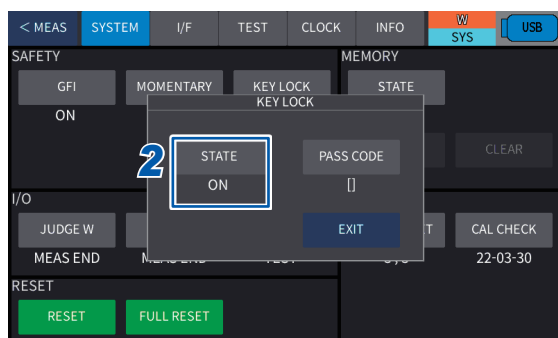 < MEAS SYSTEM I/F TEST CLOCK INFO W SYS USB
SAFETY MEMORY
GFI MOMENTARY KEY LOCK STATE
KEY LOCK
ON
2 STATE PASS CODE CLEAR
ON []
I/O
JUDGE W EXIT T CAL CHECK
MEAS END 22-03-30
RESET
RESET FULL RESET